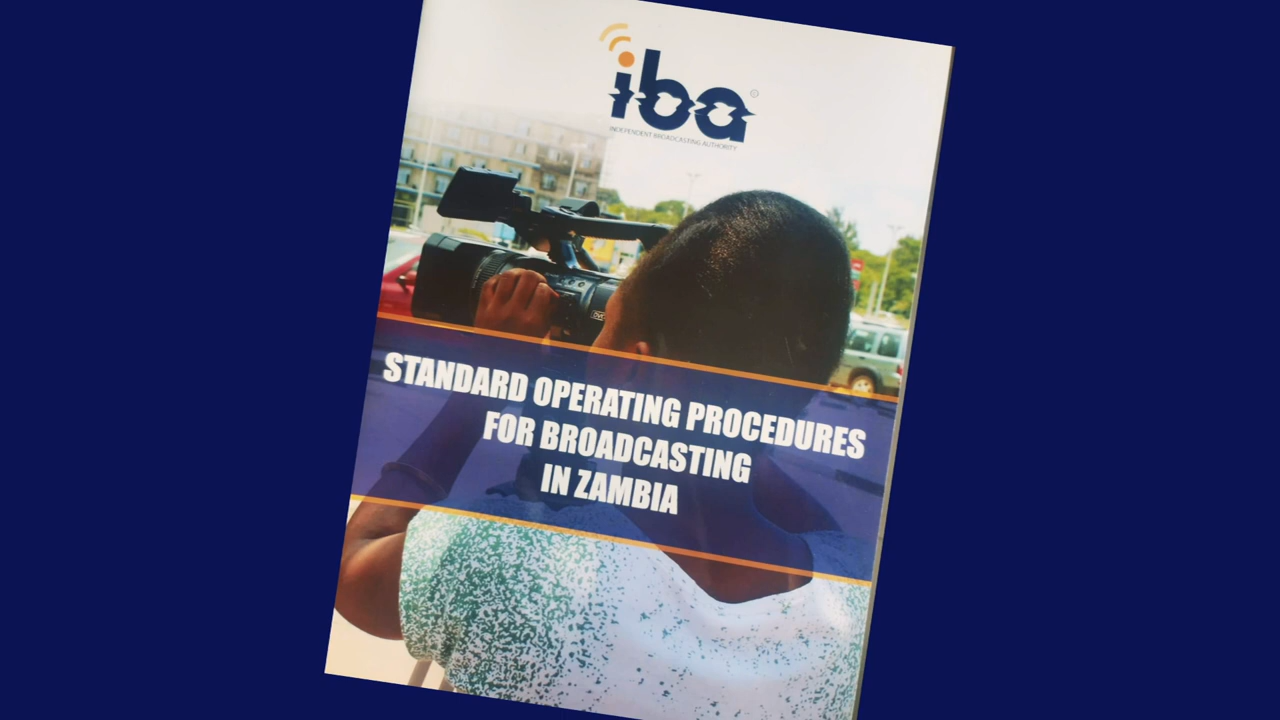 iba
INDEPENDENT BROADCASTING AUTHORITY
STANDARD OPERATING PROCEDURES
FOR BROADCASTING
IN ZAMBIA